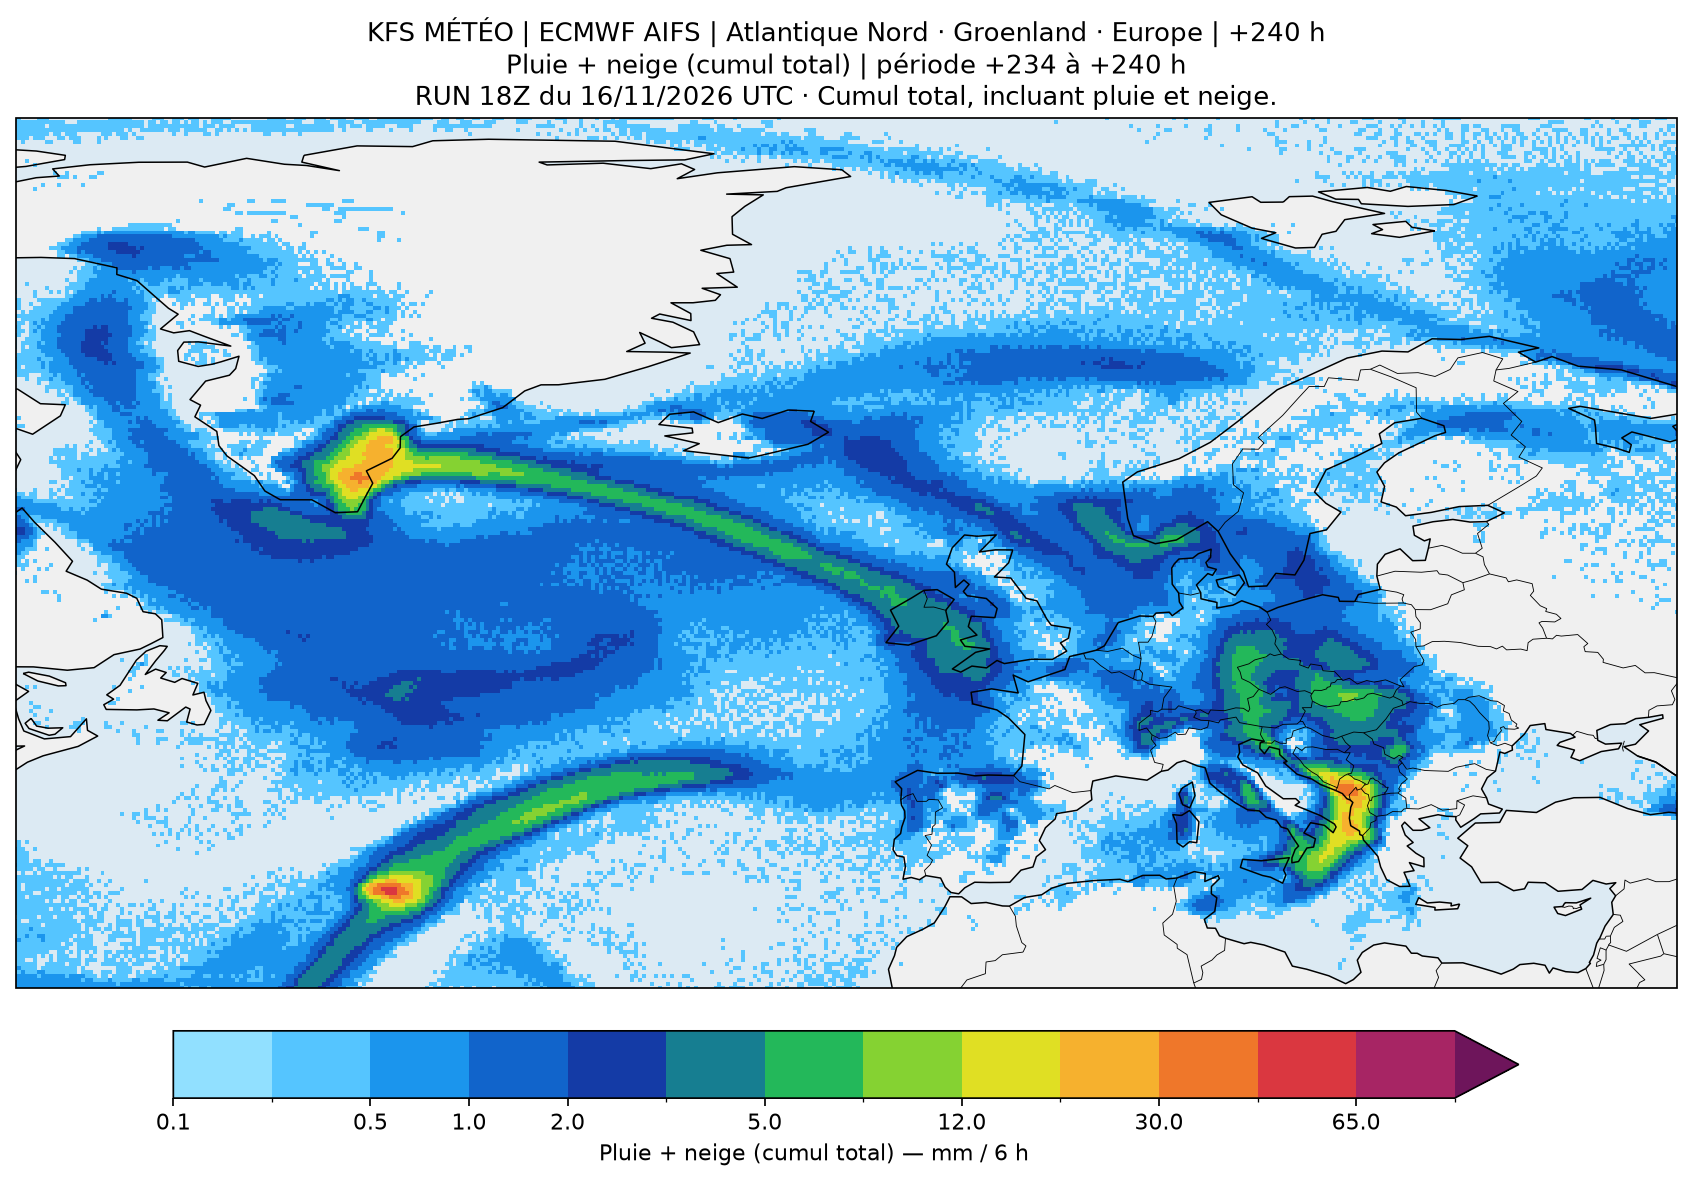 KFS MÉTÉO | ECMWF AIFS | Atlantique Nord · Groenland · Europe | +240 h
Pluie + neige (cumul total) | période +234 à +240 h
RUN 18Z du 16/11/2026 UTC · Cumul total, incluant pluie et neige.
0.1 0.5 1.0 2.0 5.0 12.0 30.0 65.0
Pluie + neige (cumul total) — mm / 6 h